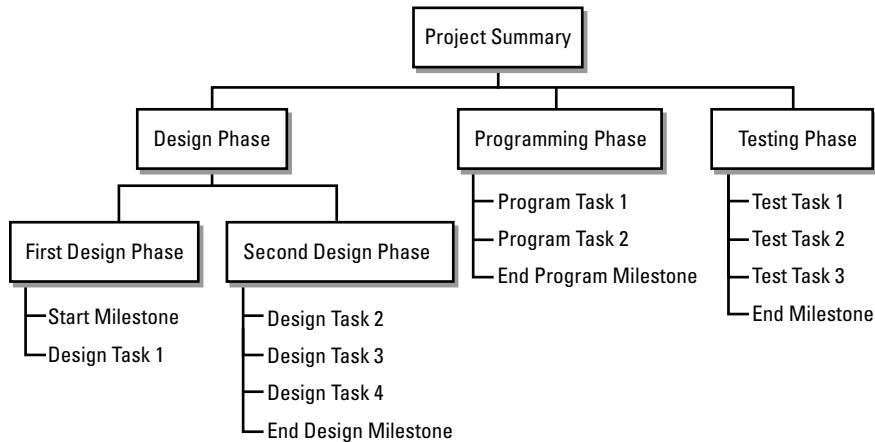 Project Summary
Design Phase
Programming Phase
Testing Phase
First Design Phase
Second Design Phase
Start Milestone
Design Task 1
Design Task 2
Design Task 3
Design Task 4
End Design Milestone
Program Task 1
Program Task 2
End Program Milestone
Test Task 1
Test Task 2
Test Task 3
End Milestone